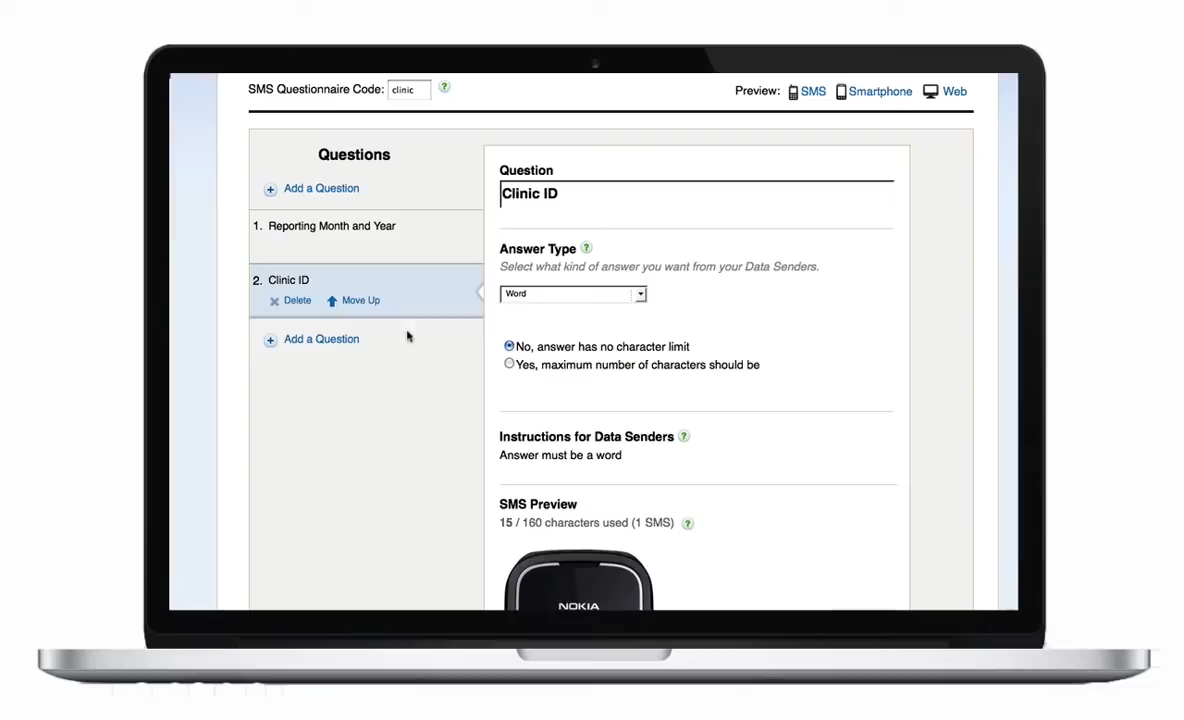 SMS Questionnaire Code: clinic ?
Preview: SMS Smartphone Web
Questions
+ Add a Question
1. Reporting Month and Year
2. Clinic ID
Delete Move Up
+ Add a Question
Question
Clinic ID
Answer Type ?
Select what kind of answer you want from your Data Senders.
Word
No, answer has no character limit
Yes, maximum number of characters should be
Instructions for Data Senders ?
Answer must be a word
SMS Preview
15 / 160 characters used (1 SMS) ?
NOKIA